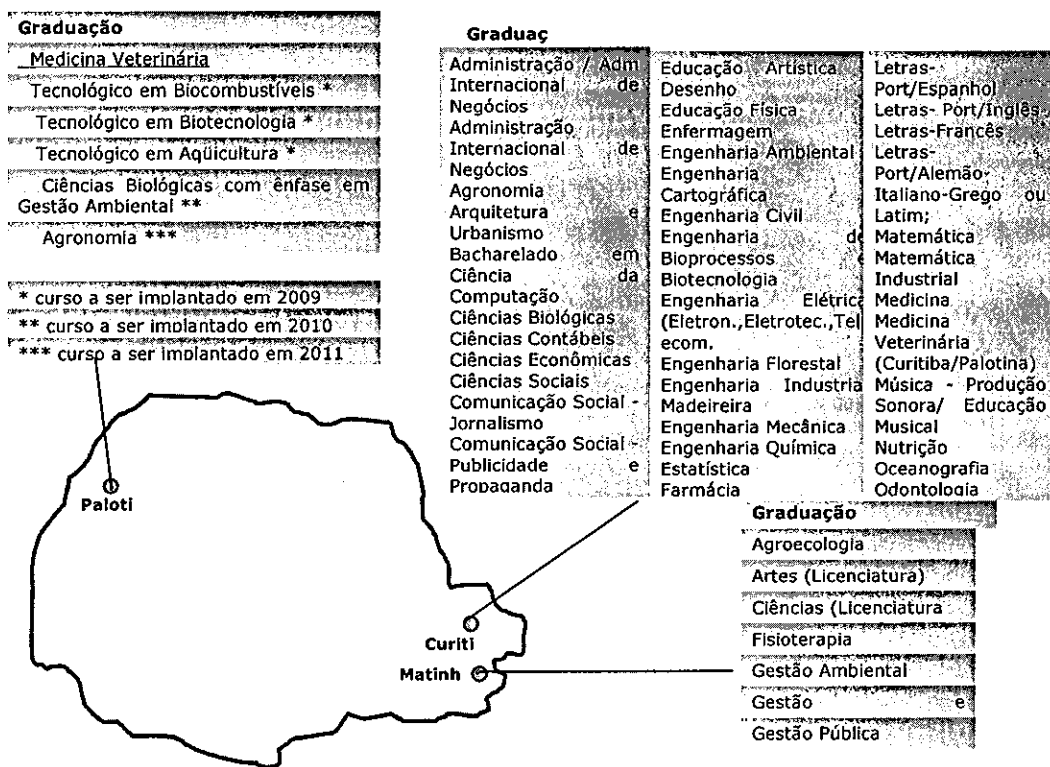 Graduação
Medicina Veterinária
Tecnológico em Biocombustíveis *
Tecnológico em Biotecnologia *
Tecnológico em Aqüicultura *
Ciências Biológicas com ênfase em
Gestão Ambiental **
Agronomia ***
* curso a ser implantado em 2009
** curso a ser implantado em 2010
*** curso a ser implantado em 2011
Graduaç
Administração / Adm
Internacional de
Negócios
Administração
Internacional de
Negócios
Agronomia
Arquitetura e
Urbanismo
Bacharelado em
Ciência da
Computação
Ciências Biológicas
Ciências Contábeis
Ciências Econômicas
Ciências Sociais
Comunicação Social -
Jornalismo
Comunicação Social -
Publicidade e
Propaganda
Educação Artística
Desenho
Educação Física
Enfermagem
Engenharia Ambiental
Engenharia
Cartográfica
Engenharia Civil
Engenharia de
Bioprocessos e
Biotecnologia
Engenharia Elétrica
(Eletron.,Eletrotec.,Tel
ecom.
Engenharia Florestal
Engenharia Industria
Madeireira
Engenharia Mecânica
Engenharia Química
Estatística
Farmácia
Letras-
Port/Espanhol
Letras- Port/Inglês
Letras-Francês
Letras-
Port/Alemão-
Italiano-Grego ou
Latim;
Matemática
Matemática
Industrial
Medicina
Medicina
Veterinária
(Curitiba/Palotina)
Música - Produção
Sonora/ Educação
Musical
Nutrição
Oceanografia
Odontologia
Paloti
Curiti
Matinh
Graduação
Agroecologia
Artes (Licenciatura)
Ciências (Licenciatura
Fisioterapia
Gestão Ambiental
Gestão e
Gestão Pública